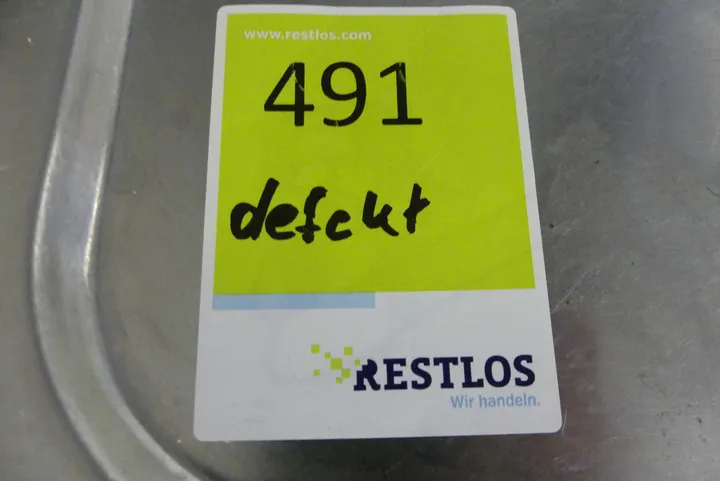 www.restlos.com
491
defekt
RESTLOS
Wir handeln.